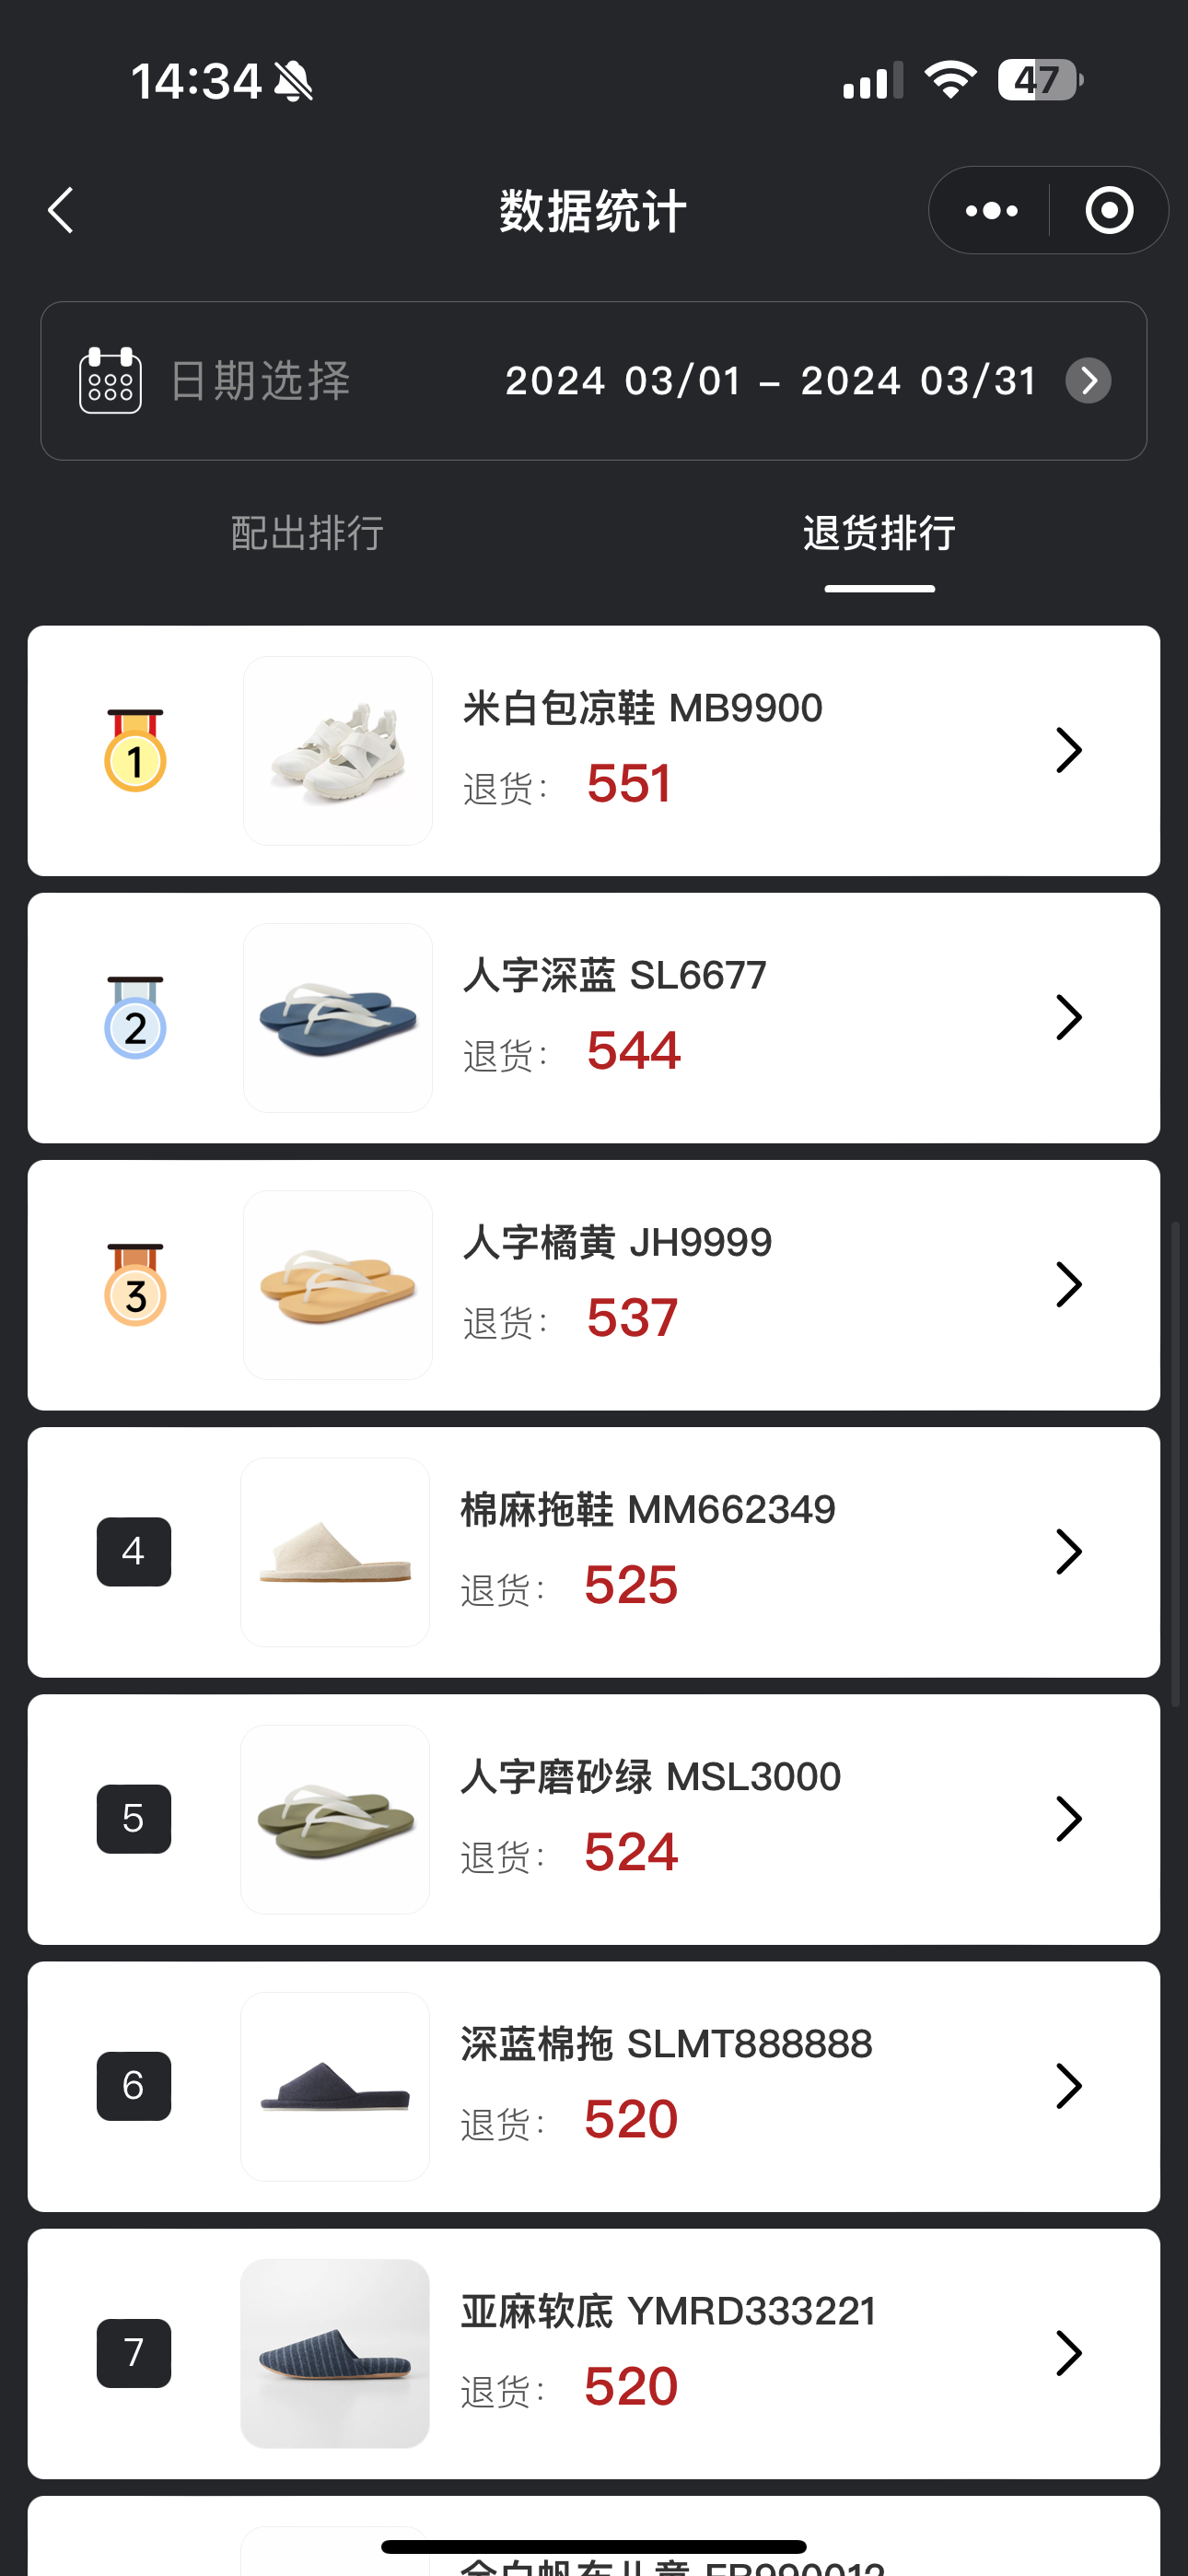 14:34
47
数据统计
日期选择 2024 03/01 – 2024 03/31
配出排行 退货排行
1
米白包凉鞋 MB9900
退货： 551
2
人字深蓝 SL6677
退货： 544
3
人字橘黄 JH9999
退货： 537
4
棉麻拖鞋 MM662349
退货： 525
5
人字磨砂绿 MSL3000
退货： 524
6
深蓝棉拖 SLMT888888
退货： 520
7
亚麻软底 YMRD333221
退货： 520